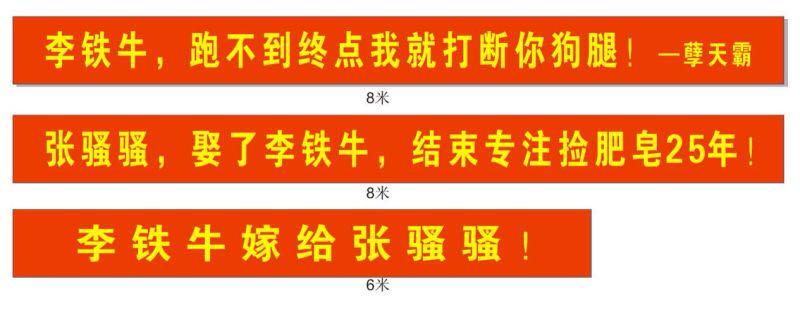 李铁牛，跑不到终点我就打断你狗腿！—孽天霸
8米
张骚骚，娶了李铁牛，结束专注捡肥皂25年！
8米
李铁牛嫁给张骚骚！
6米